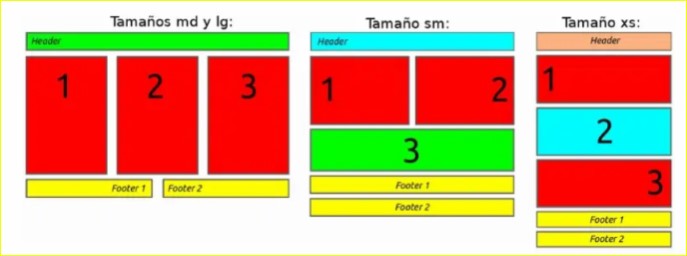 Tamaños md y lg:
Header
1 2 3
Footer 1 Footer 2
Tamaño sm:
Header
1 2
3
Footer 1
Footer 2
Tamaño xs:
Header
1
2
3
Footer 1
Footer 2